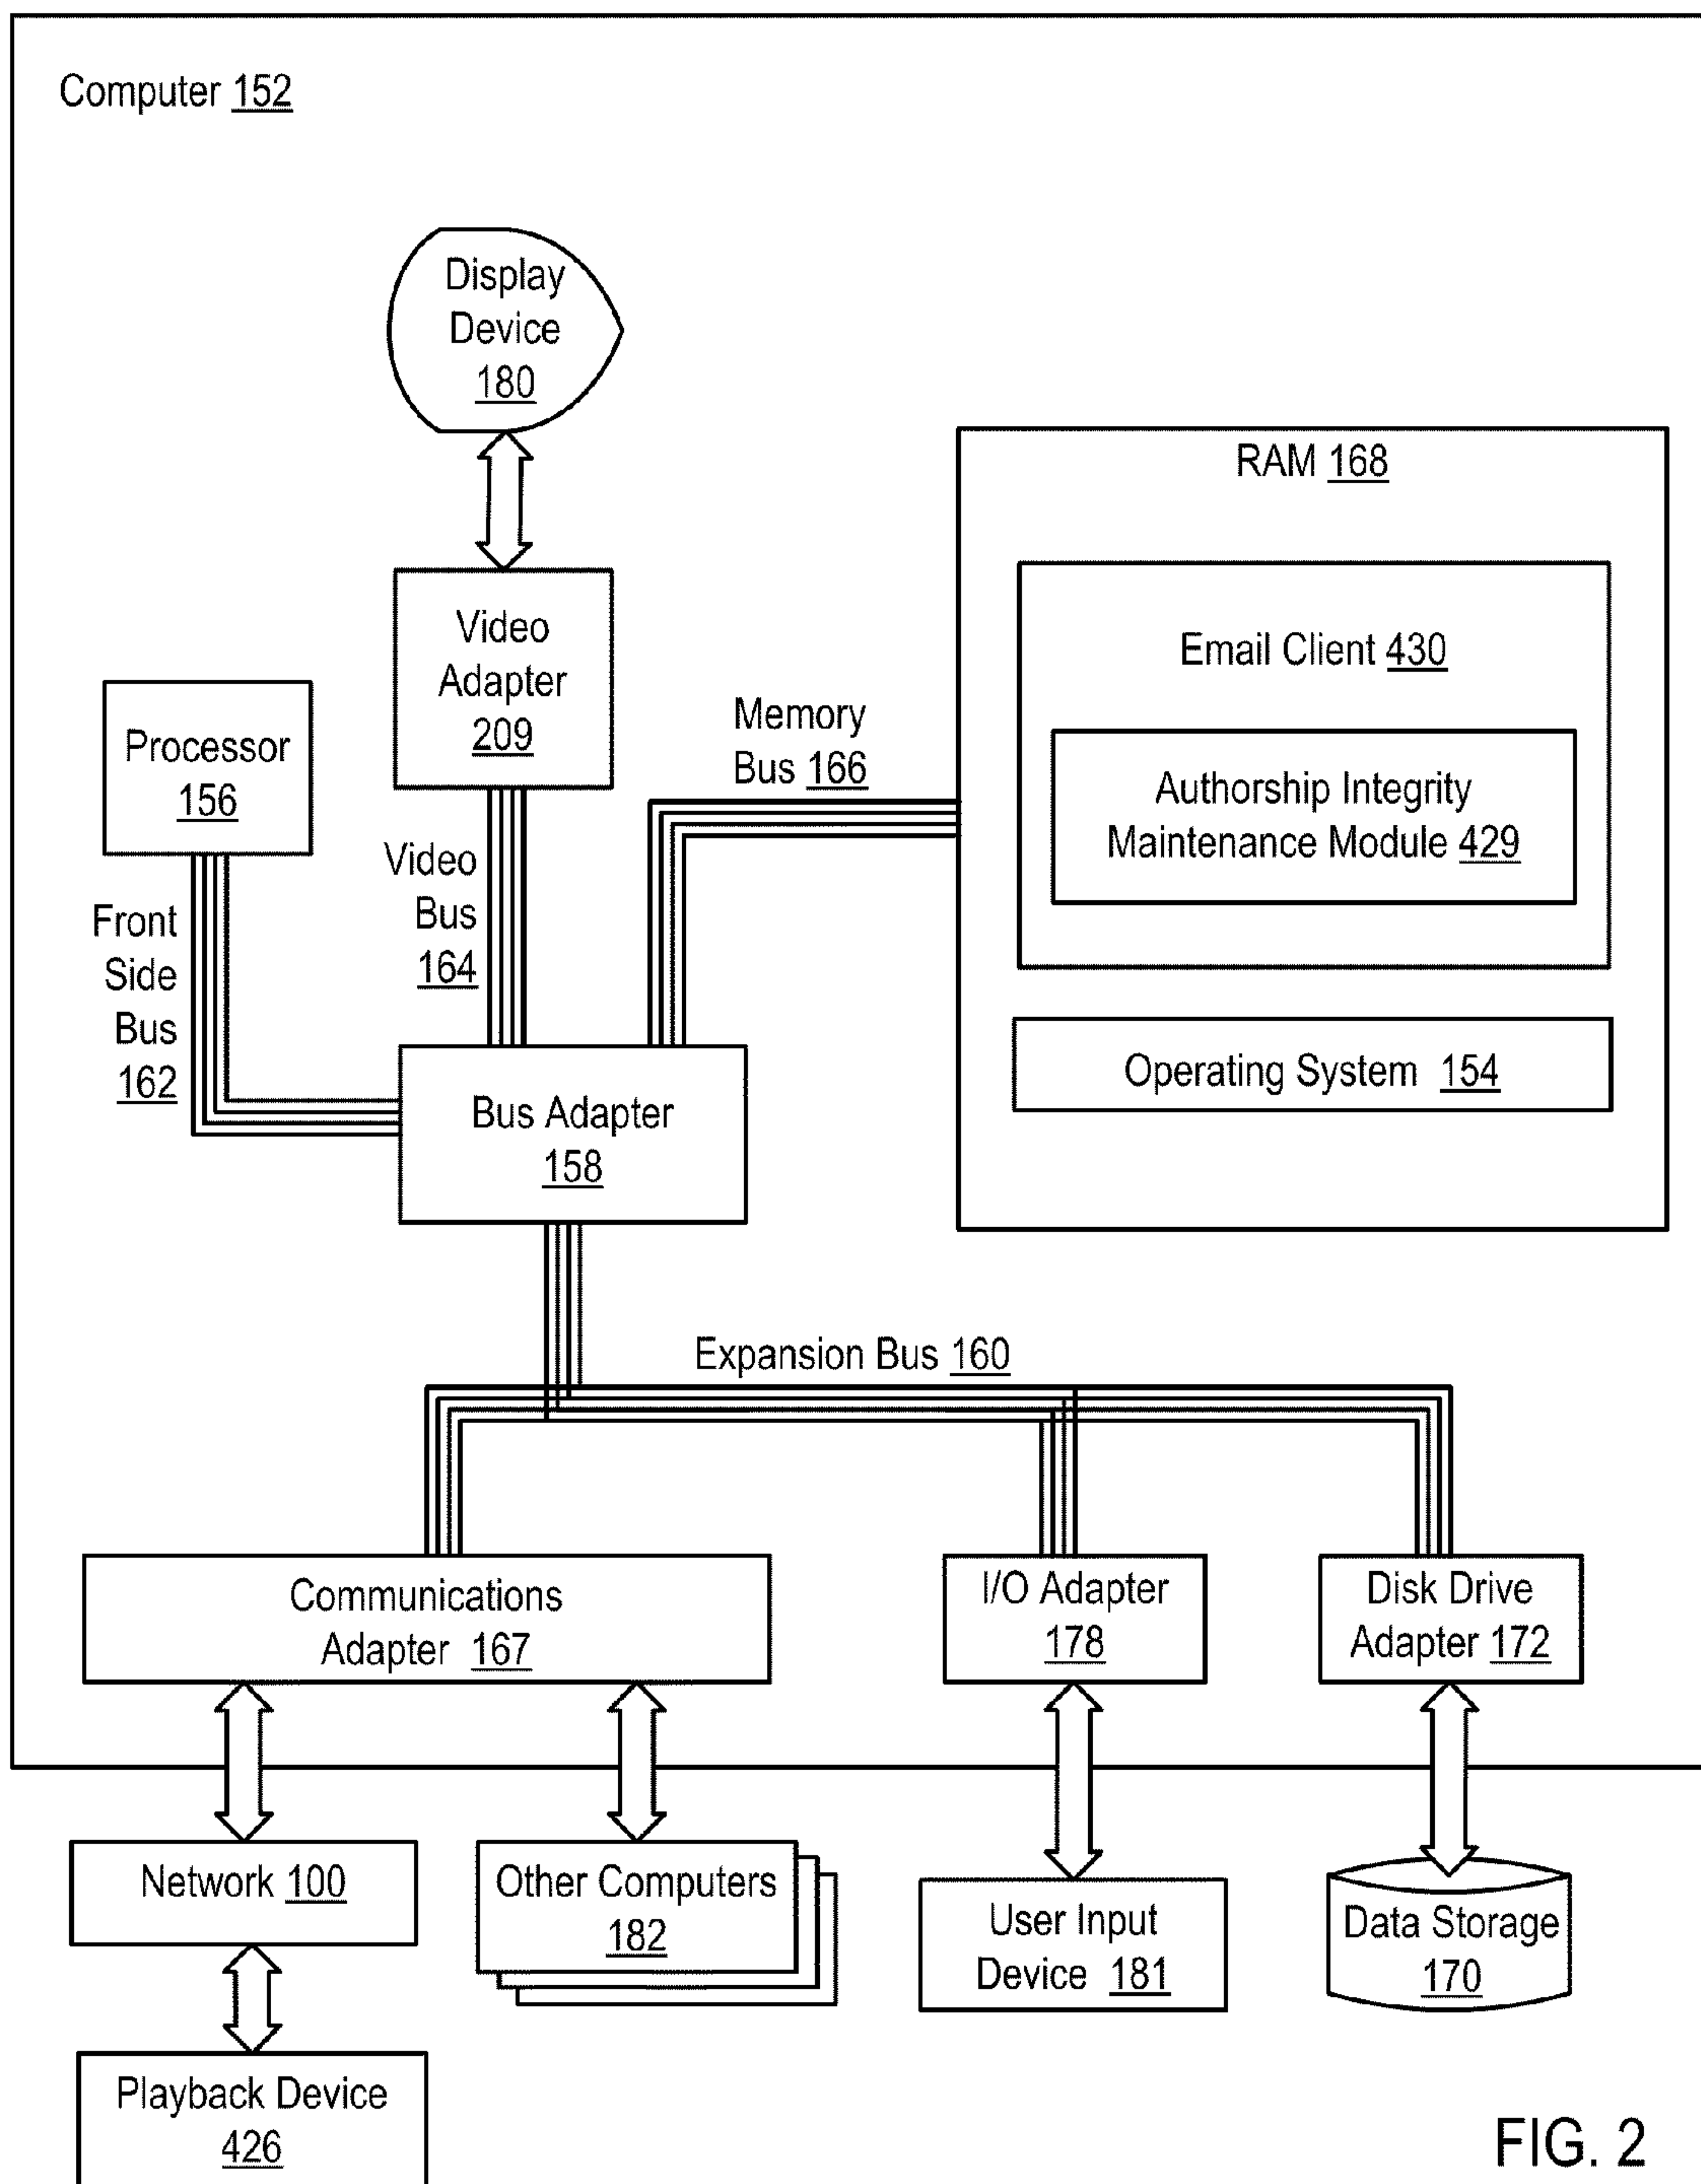 Computer 152
Display
Device
180
Video
Adapter
209
Processor
156
Front
Side
Bus
162
Video
Bus
164
Memory
Bus 166
RAM 168
Email Client 430
Authorship Integrity
Maintenance Module 429
Operating System 154
Bus Adapter
158
Expansion Bus 160
Communications
Adapter 167
I/O Adapter
178
Disk Drive
Adapter 172
Network 100
Other Computers
182
User Input
Device 181
Data Storage
170
Playback Device
426
FIG. 2